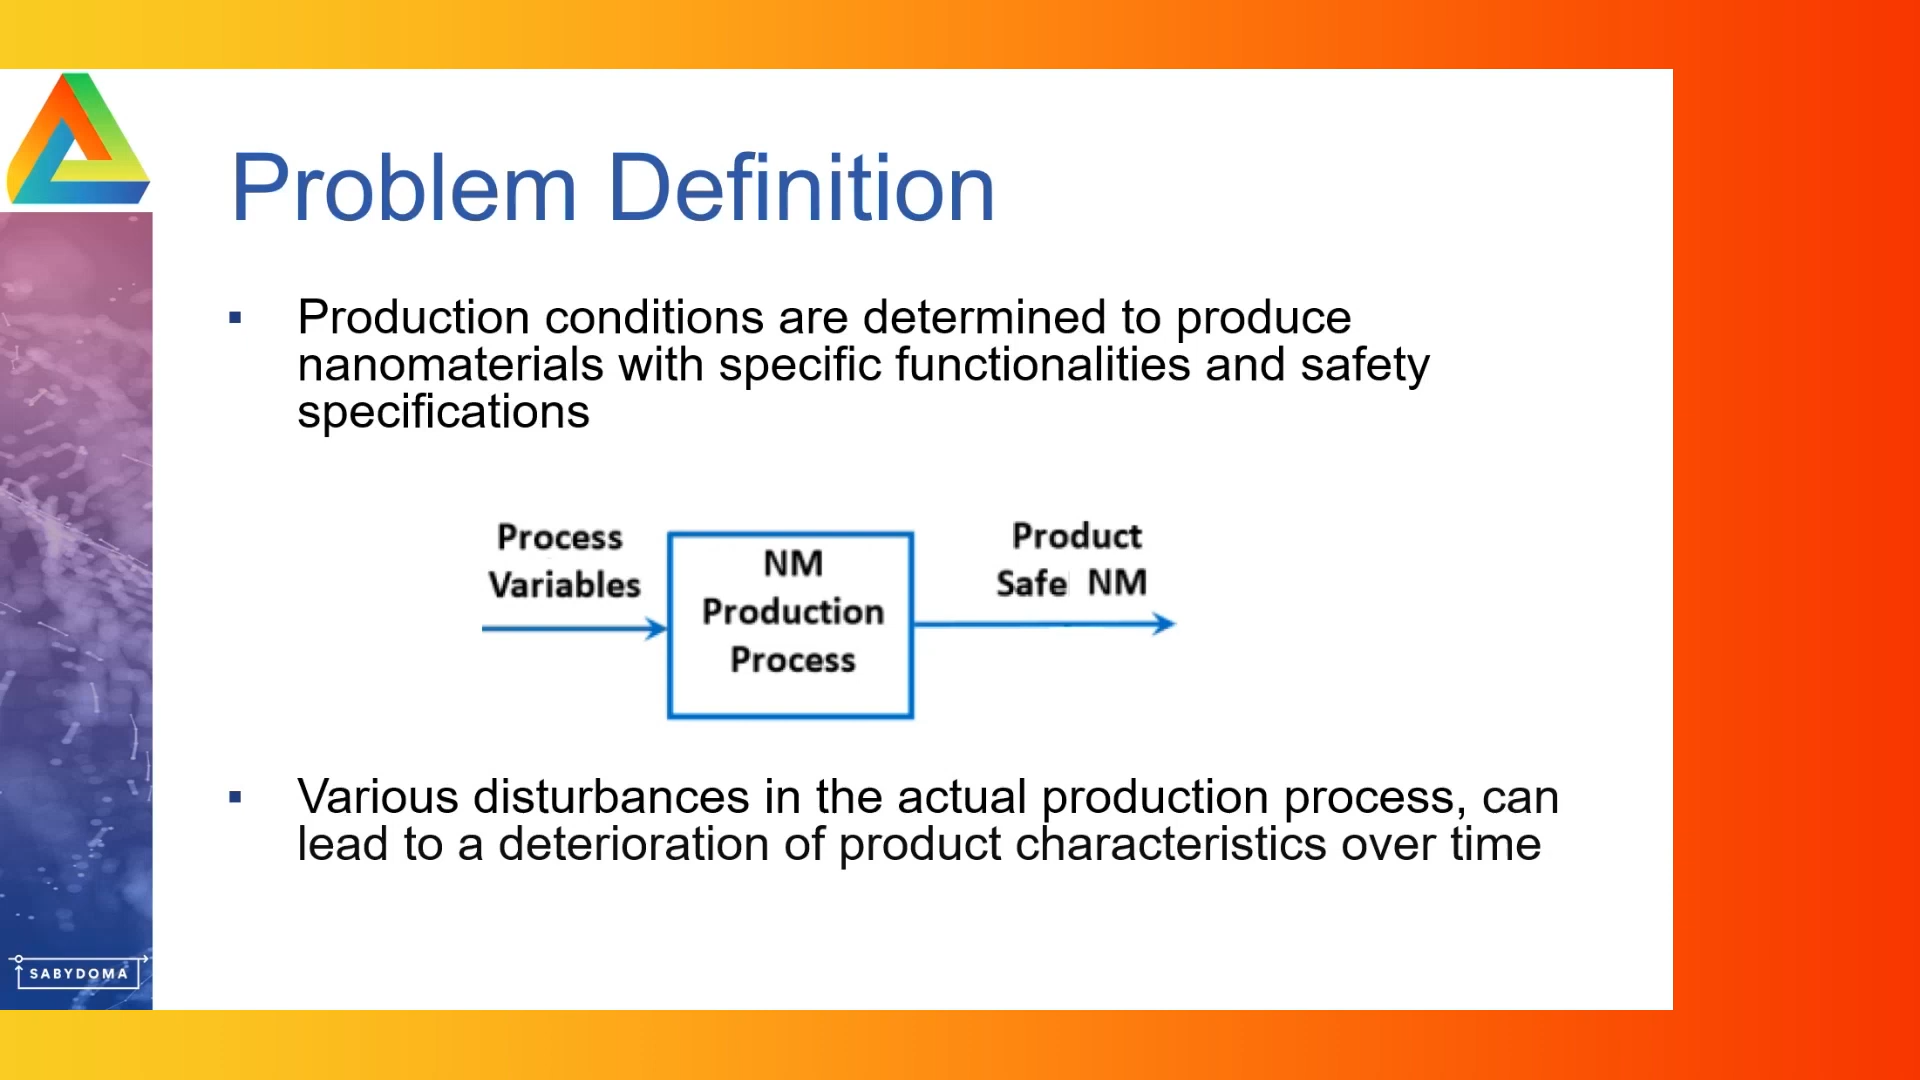 Problem Definition
▪ Production conditions are determined to produce
nanomaterials with specific functionalities and safety
specifications
Process
Variables
NM
Production
Process
Product
Safe NM
▪ Various disturbances in the actual production process, can
lead to a deterioration of product characteristics over time
SABYDOMA